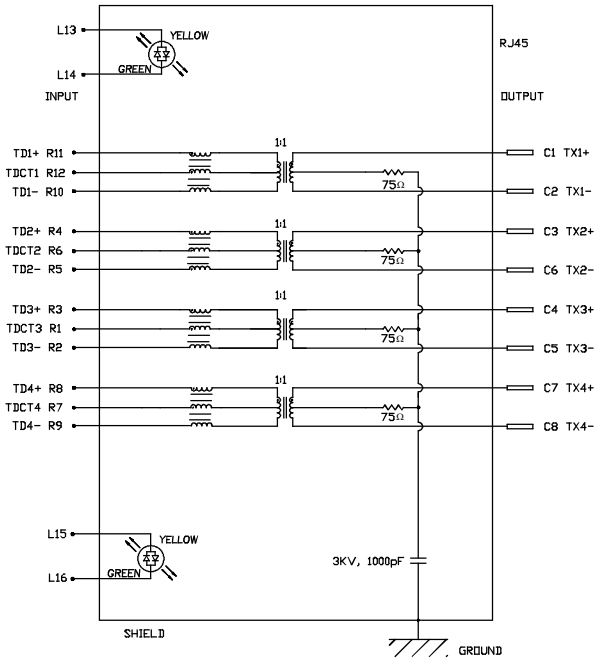 L13
YELLOW
RJ45
GREEN
L14
INPUT
OUTPUT
1:1
TD1+ R11
C1 TX1+
TDCT1 R12
75Ω
TD1- R10
C2 TX1-
1:1
TD2+ R4
C3 TX2+
TDCT2 R6
75Ω
TD2- R5
C6 TX2-
1:1
TD3+ R3
C4 TX3+
TDCT3 R1
75Ω
TD3- R2
C5 TX3-
1:1
TD4+ R8
C7 TX4+
TDCT4 R7
75Ω
TD4- R9
C8 TX4-
L15
YELLOW
3KV, 1000pF
GREEN
L16
SHIELD
GROUND